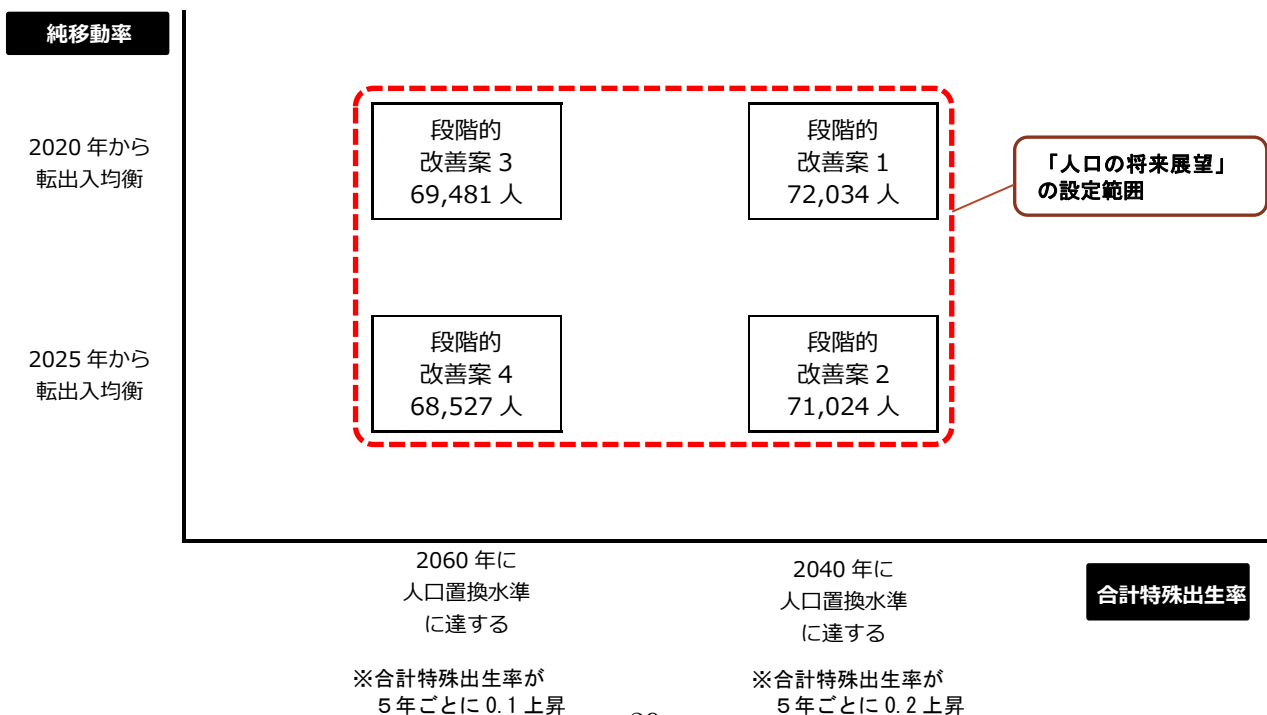 純移動率
2020 年から
転出入均衡
段階的
改善案 3
69,481 人
段階的
改善案 1
72,034 人
「人口の将来展望」
の設定範囲
2025 年から
転出入均衡
段階的
改善案 4
68,527 人
段階的
改善案 2
71,024 人
2060 年に
人口置換水準
に達する
2040 年に
人口置換水準
に達する
合計特殊出生率
※合計特殊出生率が
５年ごとに 0.1 上昇
※合計特殊出生率が
５年ごとに 0.2 上昇